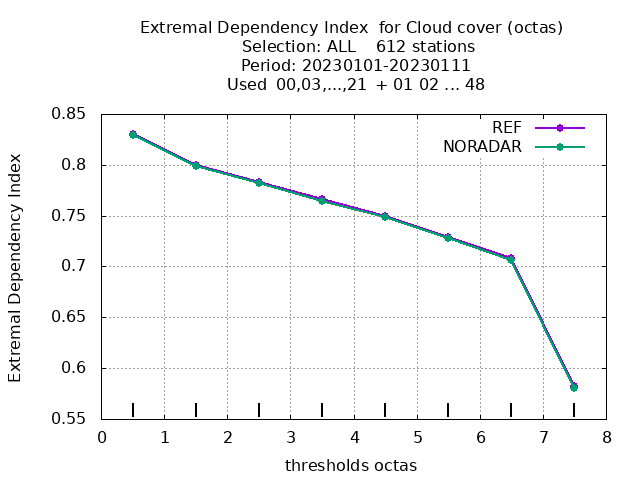 Extremal Dependency Index  for Cloud cover (octas)
Selection: ALL    612 stations
Period: 20230101-20230111
Used  00,03,...,21  + 01 02 ... 48
REF
NORADAR
Extremal Dependency Index
0.85
0.8
0.75
0.7
0.65
0.6
0.55
0 1 2 3 4 5 6 7 8
thresholds octas